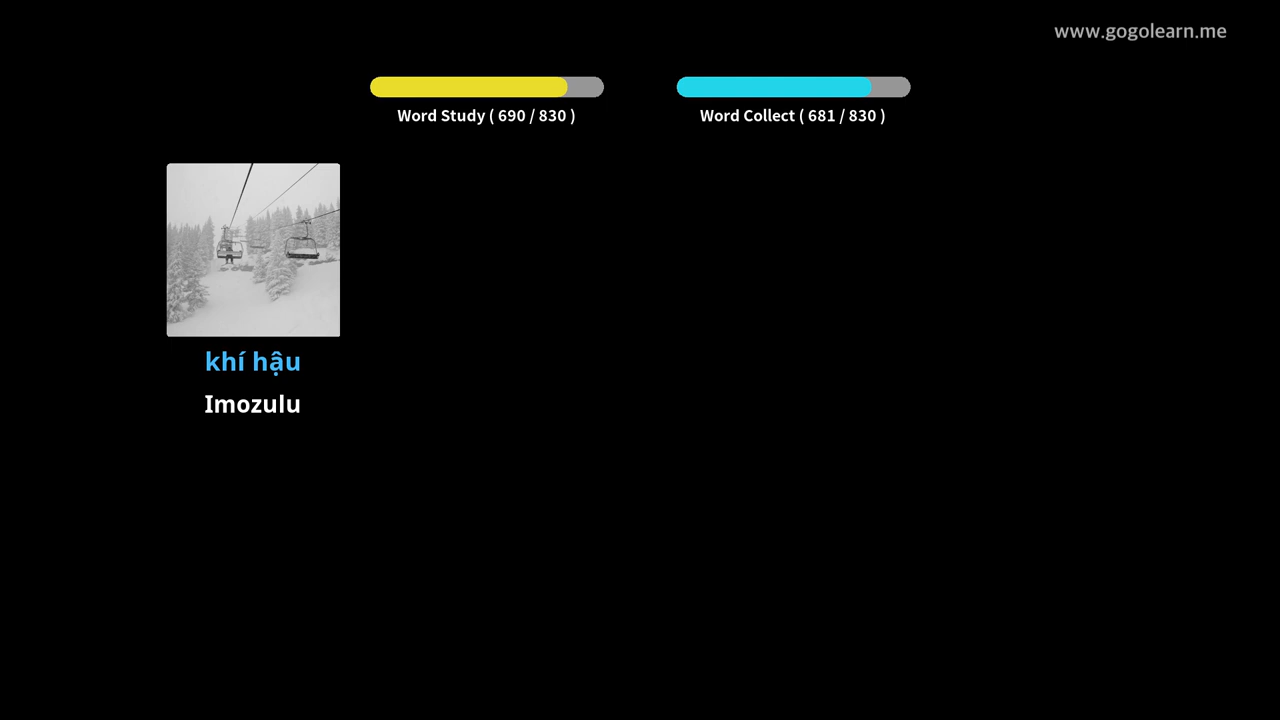 www.gogolearn.me
Word Study ( 690 / 830 )
Word Collect ( 681 / 830 )
khí hậu
Imozulu